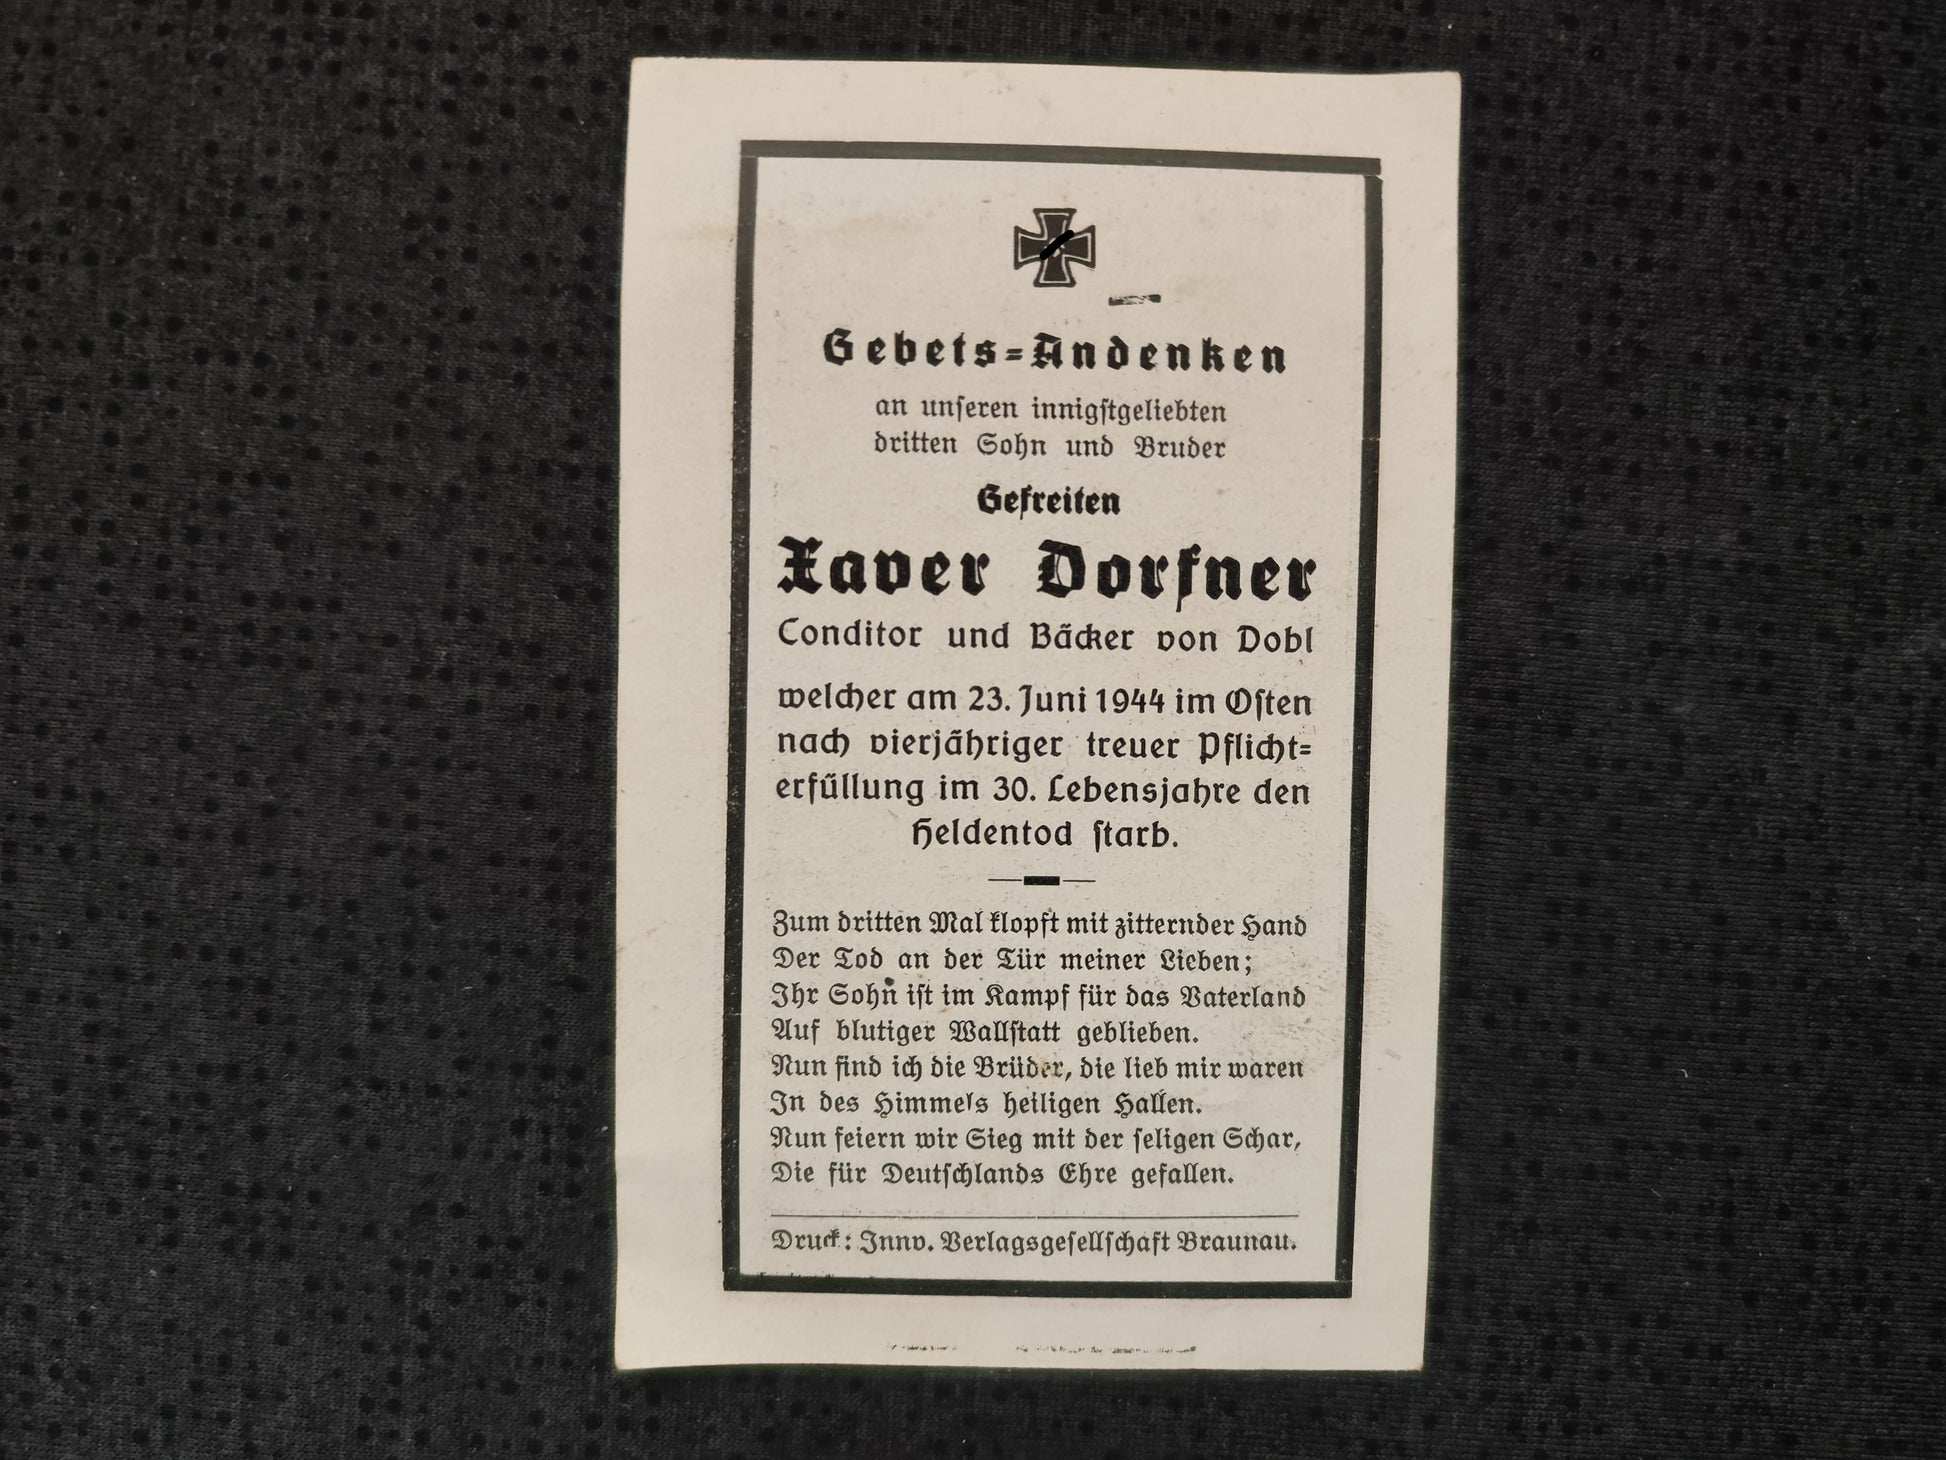 Gebets=Andenken
an unſeren innigſtgeliebten
dritten Sohn und Bruder
Gefreiten
Xaver Dorfner
Conditor und Bäcker von Dobl
welcher am 23. Juni 1944 im Oſten
nach vierjähriger treuer Pflicht=
erfüllung im 30. Lebensjahre den
Heldentod ſtarb.
Zum dritten Mal klopft mit zitternder Hand
Der Tod an der Tür meiner Lieben;
Ihr Sohn iſt im Kampf für das Vaterland
Auf blutiger Wallſtatt geblieben.
Nun find ich die Brüder, die lieb mir waren
In des Himmels heiligen Hallen.
Nun feiern wir Sieg mit der ſeligen Schar,
Die für Deutſchlands Ehre gefallen.
Druck: Innv. Verlagsgeſellſchaft Braunau.